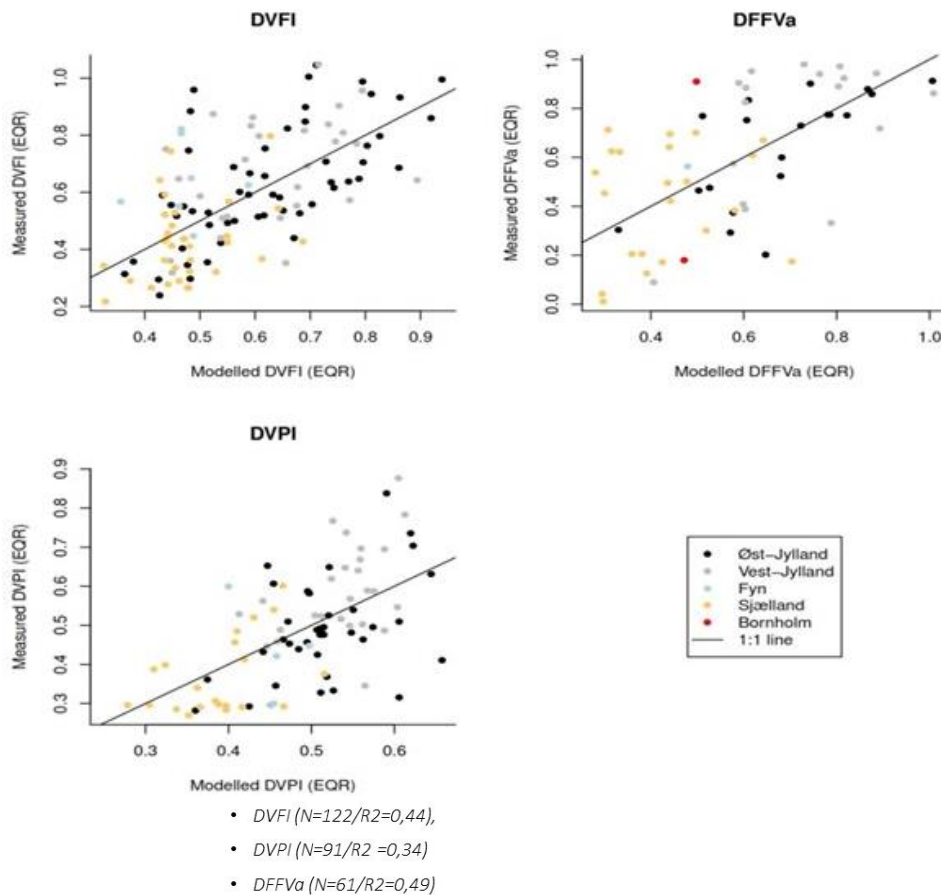 DVFI
Measured DVFI (EQR)
1.0
0.8
0.6
0.4
0.2
0.4 0.5 0.6 0.7 0.8 0.9
Modelled DVFI (EQR)
DFFVa
Measured DFFVa (EQR)
1.0
0.8
0.6
0.4
0.2
0.0
0.4 0.6 0.8 1.0
Modelled DFFVa (EQR)
DVPI
Measured DVPI (EQR)
0.9
0.8
0.7
0.6
0.5
0.4
0.3
0.3 0.4 0.5 0.6
Modelled DVPI (EQR)
Øst-Jylland
Vest-Jylland
Fyn
Sjælland
Bornholm
1:1 line
• DVFI (N=122/R2=0,44),
• DVPI (N=91/R2 =0,34)
• DFFVa (N=61/R2=0,49)